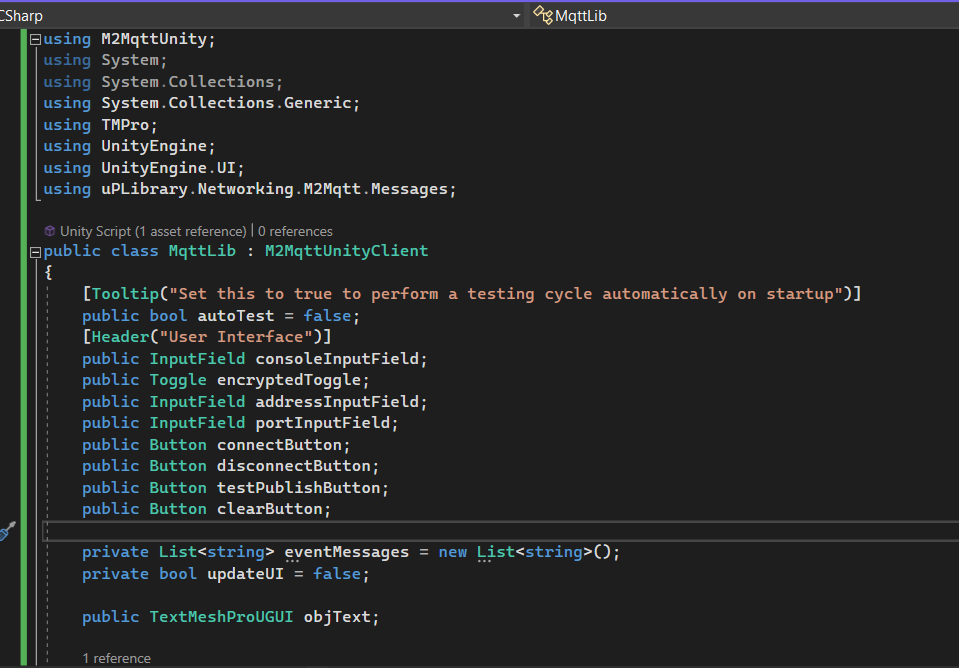 CSharp
MqttLib
using M2MqttUnity;
using System;
using System.Collections;
using System.Collections.Generic;
using TMPro;
using UnityEngine;
using UnityEngine.UI;
using uPLibrary.Networking.M2Mqtt.Messages;
Unity Script (1 asset reference) | 0 references
public class MqttLib : M2MqttUnityClient
{
[Tooltip("Set this to true to perform a testing cycle automatically on startup")]
public bool autoTest = false;
[Header("User Interface")]
public InputField consoleInputField;
public Toggle encryptedToggle;
public InputField addressInputField;
public InputField portInputField;
public Button connectButton;
public Button disconnectButton;
public Button testPublishButton;
public Button clearButton;
private List<string> eventMessages = new List<string>();
private bool updateUI = false;
public TextMeshProUGUI objText;
1 reference